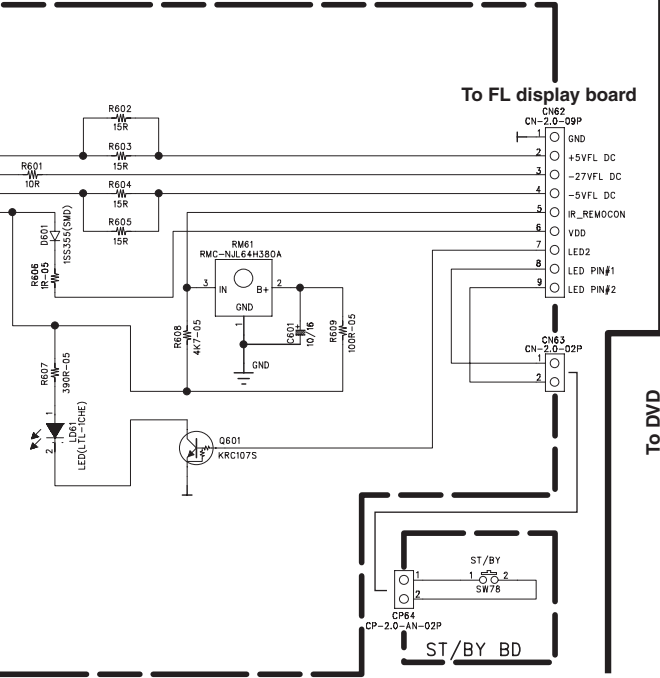 To FL display board
CN62
CN-2.0-09P
1 GND
2 +5VFL DC
3 -27VFL DC
4 -5VFL DC
5 IR_REMOCON
6 VDD
7 LED2
8 LED PIN#1
9 LED PIN#2
R602
15R
R603
15R
R601
10R
R604
15R
R605
15R
D601
1SS355(SMD)
R606
1R-05
RM61
RMC-NJL64H380A
3 IN
B+ 2
GND
1
R608
4K7-05
C601
10/16
R609
100R-05
GND
CN63
CN-2.0-02P
1
2
R607
390R-05
1
LD61
LED(LTL-1CHE)
2
Q601
KRC107S
To DVD
ST/BY
1 2
SW78
1
2
CP64
CP-2.0-AN-02P
ST/BY BD